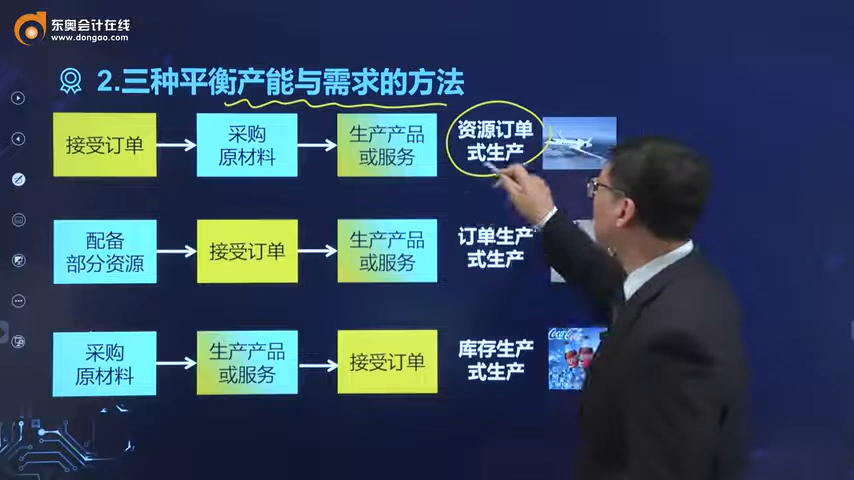 东奥会计在线
www.dongao.com
2.三种平衡产能与需求的方法
接受订单
采购
原材料
生产产品
或服务
资源订单
式生产
配备
部分资源
接受订单
生产产品
或服务
订单生产
式生产
采购
原材料
生产产品
或服务
接受订单
库存生产
式生产
Coca-Cola